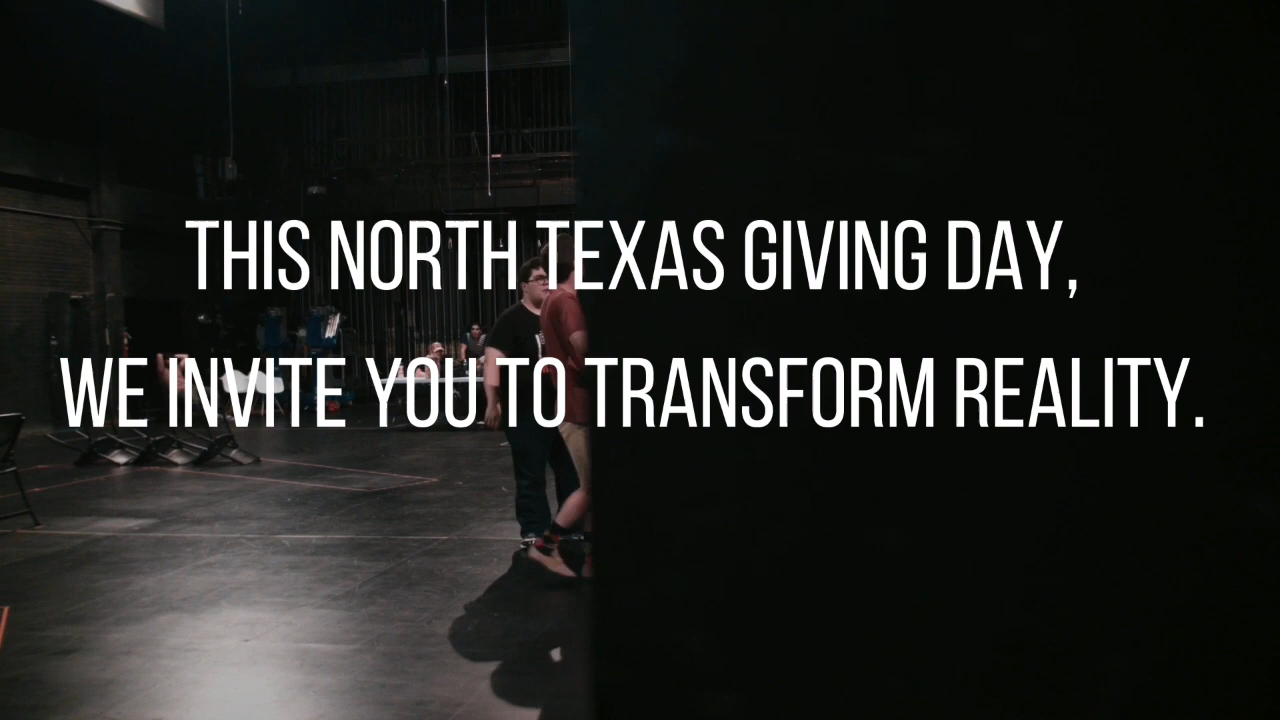 THIS NORTH TEXAS GIVING DAY,
WE INVITE YOU TO TRANSFORM REALITY.